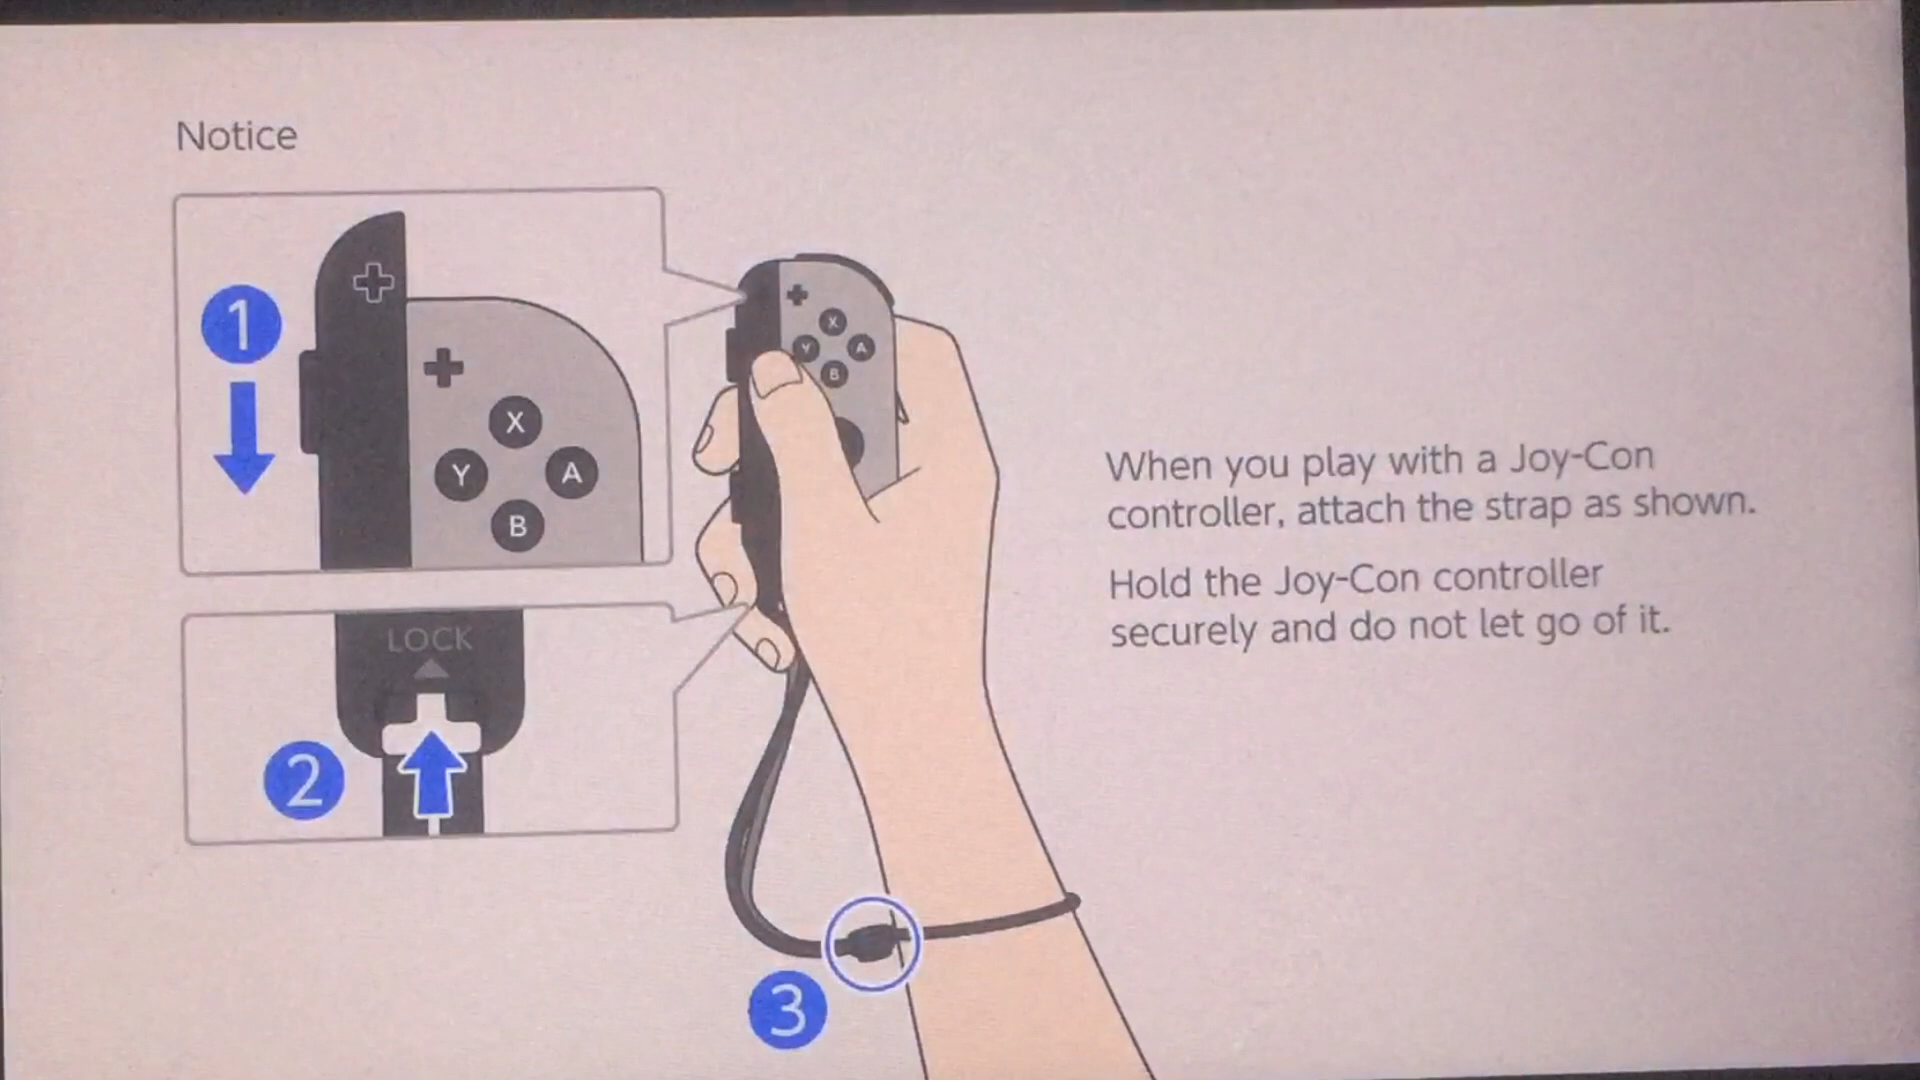 Notice
1
X
Y
A
B
X
Y
A
B
LOCK
2
3
When you play with a Joy-Con
controller, attach the strap as shown.
Hold the Joy-Con controller
securely and do not let go of it.